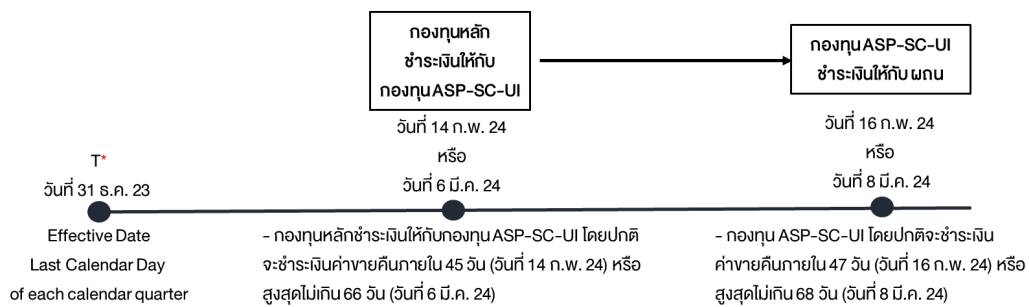 กองทุนหลัก
ชำระเงินให้กับ
กองทุน ASP-SC-UI
กองทุน ASP-SC-UI
ชำระเงินให้กับ ผถน
วันที่ 14 ก.พ. 24
หรือ
วันที่ 6 มี.ค. 24
วันที่ 16 ก.พ. 24
หรือ
วันที่ 8 มี.ค. 24
T*
วันที่ 31 ธ.ค. 23
Effective Date
Last Calendar Day
of each calendar quarter
- กองทุนหลักชำระเงินให้กับกองทุน ASP-SC-UI โดยปกติ
จะชำระเงินค่าขายคืนภายใน 45 วัน (วันที่ 14 ก.พ. 24) หรือ
สูงสุดไม่เกิน 66 วัน (วันที่ 6 มี.ค. 24)
- กองทุน ASP-SC-UI โดยปกติจะชำระเงิน
ค่าขายคืนภายใน 47 วัน (วันที่ 16 ก.พ. 24) หรือ
สูงสุดไม่เกิน 68 วัน (วันที่ 8 มี.ค. 24)